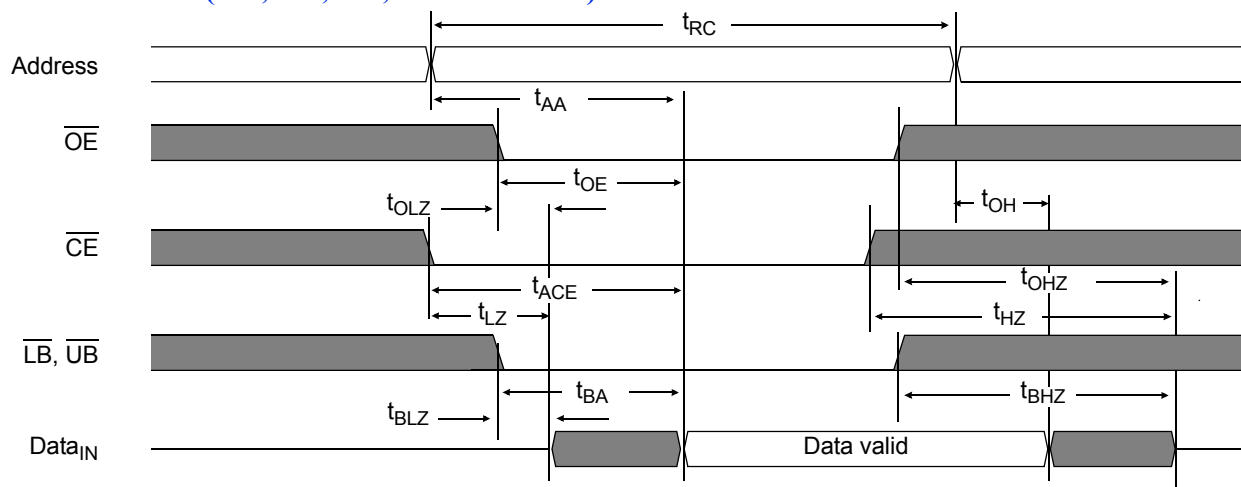 t_RC
Address
t_AA
OE
t_OE
t_OLZ
t_OH
CE
t_ACE
t_OHZ
t_LZ
t_HZ
LB, UB
t_BA
t_BHZ
t_BLZ
Data_IN
Data valid